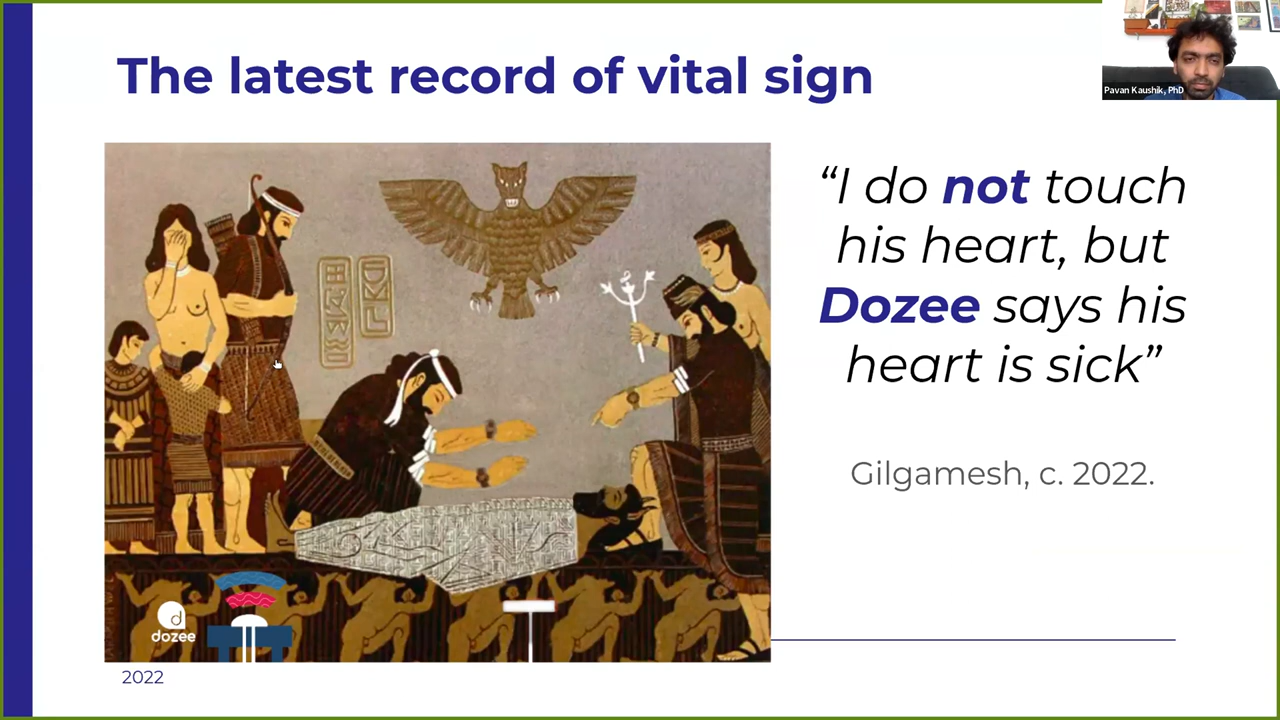 The latest record of vital sign
Pavan Kaushik, PhD
“I do not touch
his heart, but
Dozee says his
heart is sick”
Gilgamesh, c. 2022.
d
dozee
2022